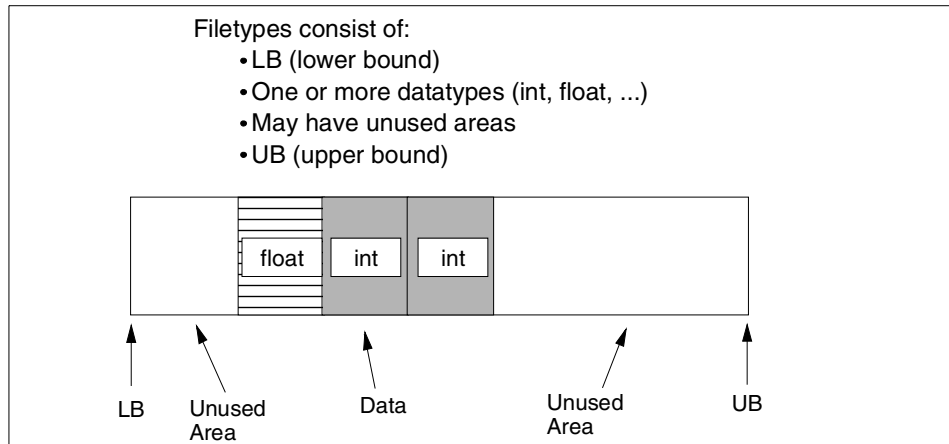 Filetypes consist of:
• LB (lower bound)
• One or more datatypes (int, float, ...)
• May have unused areas
• UB (upper bound)
float int int
LB Unused Area Data Unused Area UB